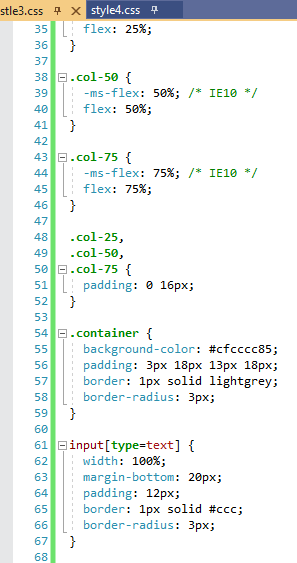 stle3.css style4.css
35 flex: 25%;
36 }
37
38 .col-50 {
39 -ms-flex: 50%; /* IE10 */
40 flex: 50%;
41 }
42
43 .col-75 {
44 -ms-flex: 75%; /* IE10 */
45 flex: 75%;
46 }
47
48 .col-25,
49 .col-50,
50 .col-75 {
51 padding: 0 16px;
52 }
53
54 .container {
55 background-color: #cfcccc85;
56 padding: 3px 18px 13px 18px;
57 border: 1px solid lightgrey;
58 border-radius: 3px;
59 }
60
61 input[type=text] {
62 width: 100%;
63 margin-bottom: 20px;
64 padding: 12px;
65 border: 1px solid #ccc;
66 border-radius: 3px;
67 }
68